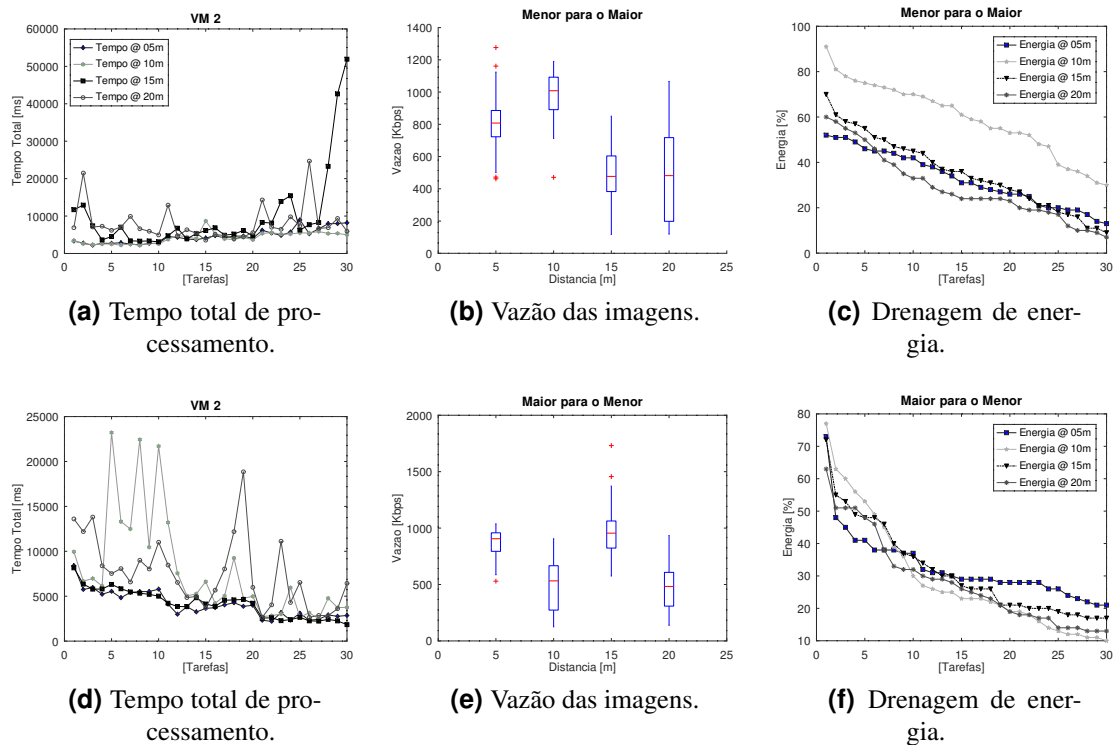 VM 2
Tempo Total [ms]
60000
50000
40000
30000
20000
10000
0
0 5 10 15 20 25 30
[Tarefas]
Tempo @ 05m
Tempo @ 10m
Tempo @ 15m
Tempo @ 20m
(a) Tempo total de pro-
cessamento.
Menor para o Maior
Vazao [Kbps]
1400
1200
1000
800
600
400
200
0
0 5 10 15 20 25
Distancia [m]
(b) Vazão das imagens.
Menor para o Maior
Energia [%]
100
80
60
40
20
0
0 5 10 15 20 25 30
[Tarefas]
Energia @ 05m
Energia @ 10m
Energia @ 15m
Energia @ 20m
(c) Drenagem de ener-
gia.
VM 2
Tempo Total [ms]
25000
20000
15000
10000
5000
0
0 5 10 15 20 25 30
[Tarefas]
(d) Tempo total de pro-
cessamento.
Maior para o Menor
Vazao [Kbps]
2000
1500
1000
500
0
0 5 10 15 20 25
Distancia [m]
(e) Vazão das imagens.
Maior para o Menor
Energia [%]
80
70
60
50
40
30
20
10
0 5 10 15 20 25 30
[Tarefas]
Energia @ 05m
Energia @ 10m
Energia @ 15m
Energia @ 20m
(f) Drenagem de ener-
gia.